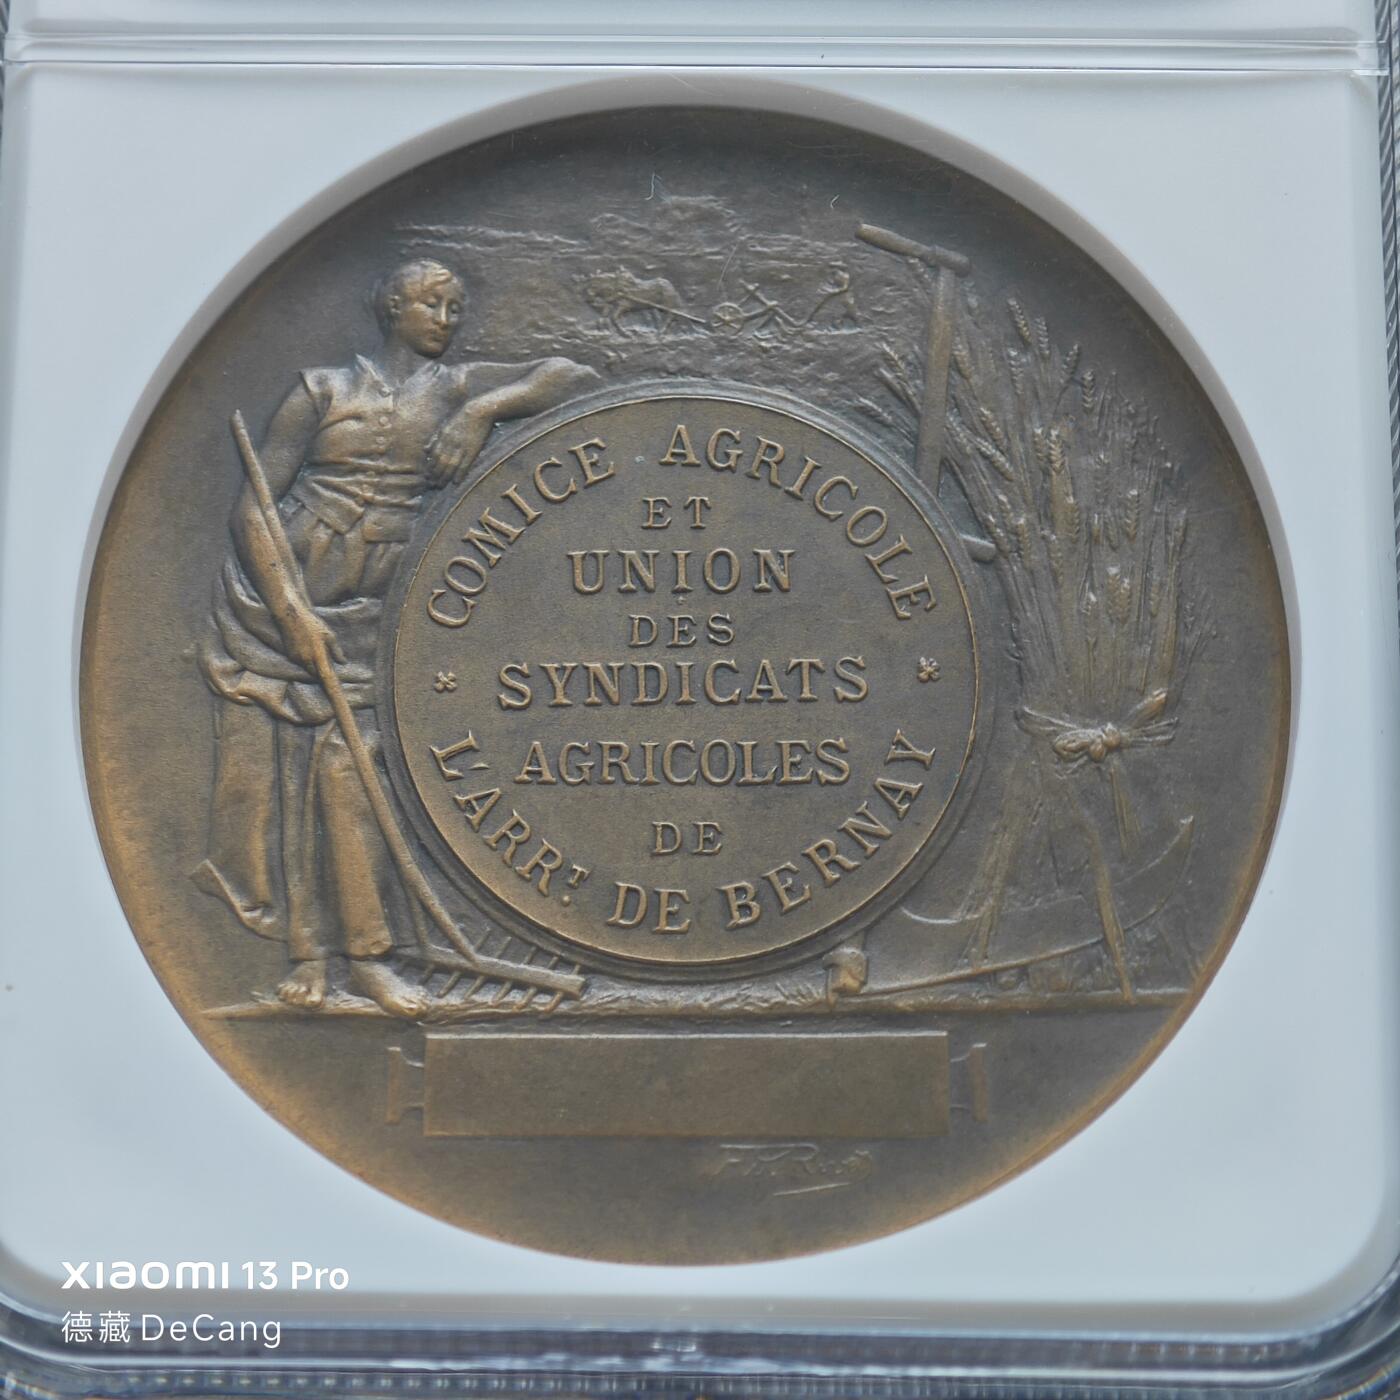 COMICE AGRICOLE
ET
UNION
DES
SYNDICATS
AGRICOLES
DE
L'ARRT. DE BERNAY
XIAOMI 13 Pro
德藏 DeCang